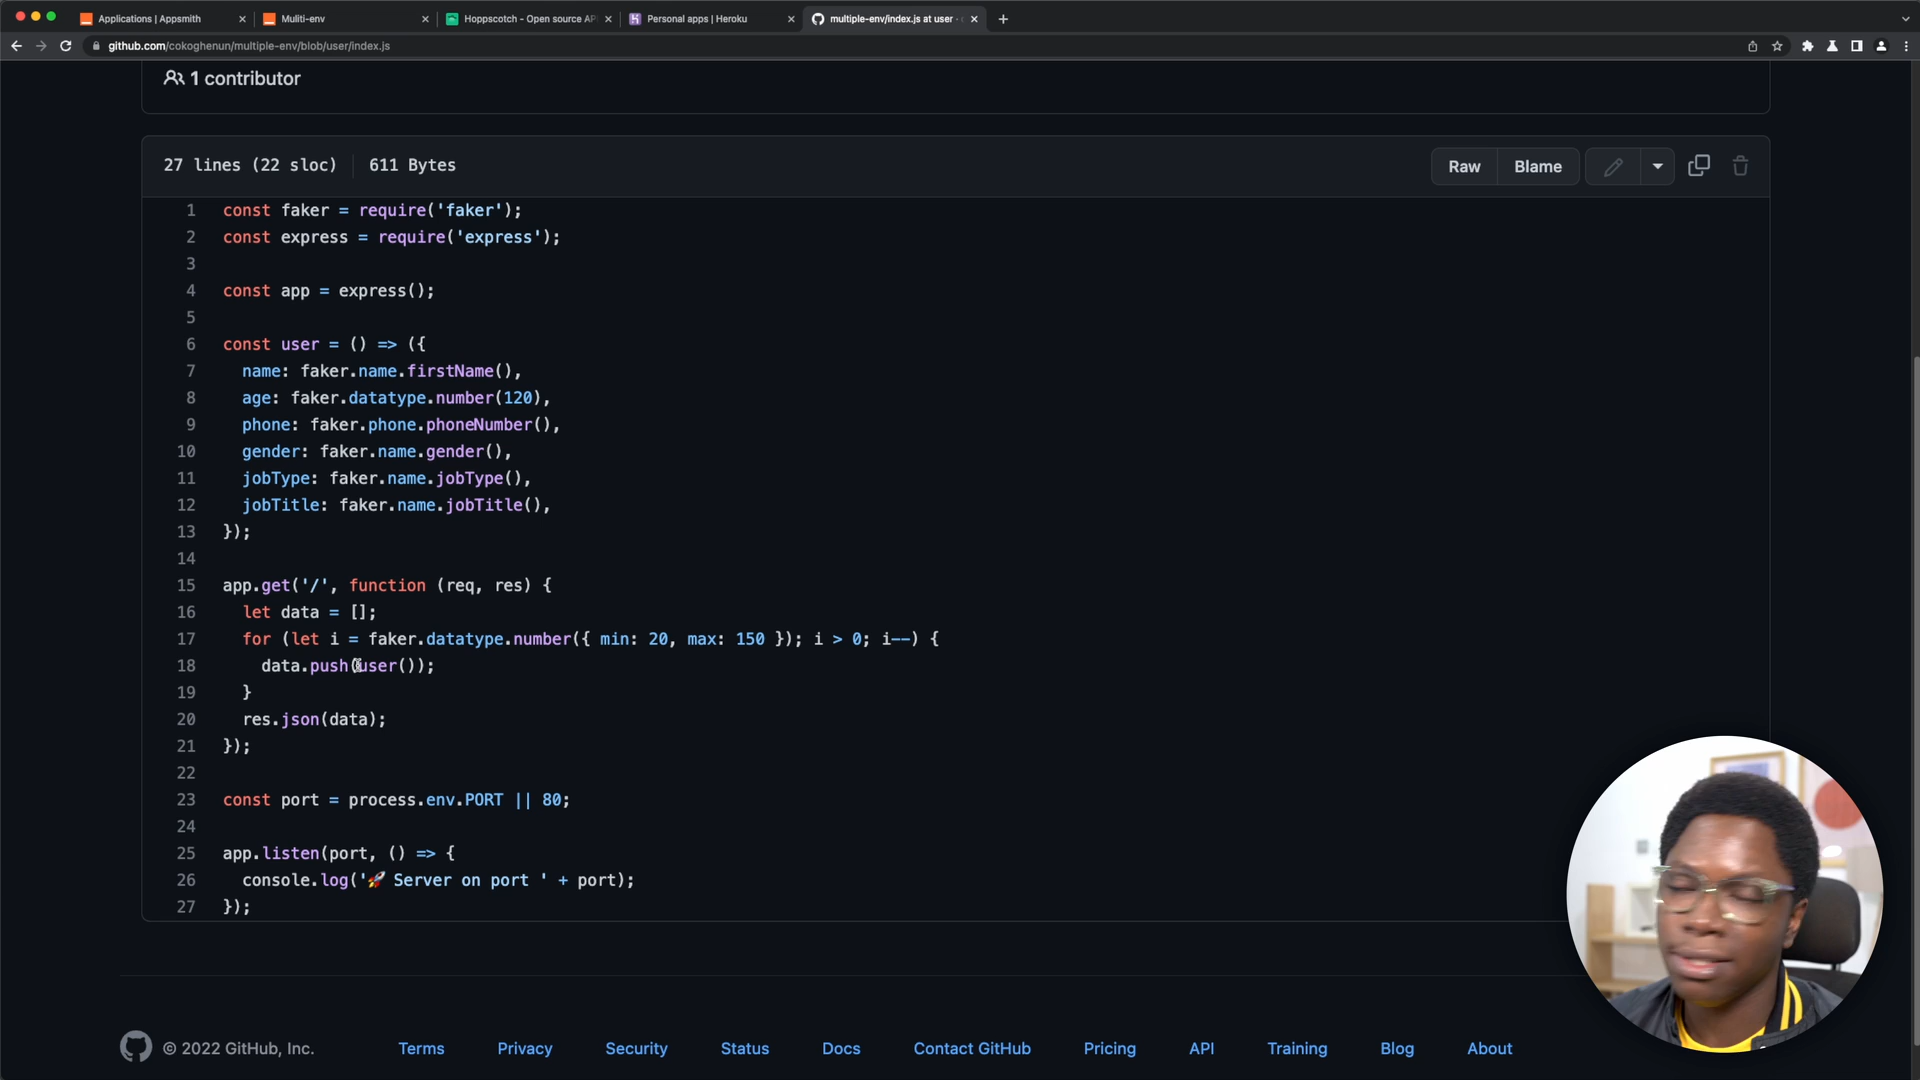 Applications | Appsmith
Muliti-env
Hoppscotch - Open source AP
Personal apps | Heroku
multiple-env/index.js at user ·
github.com/cokoghenun/multiple-env/blob/user/index.js
1 contributor
27 lines (22 sloc) 611 Bytes
Raw Blame
1 const faker = require('faker');
2 const express = require('express');
3
4 const app = express();
5
6 const user = () => ({
7 name: faker.name.firstName(),
8 age: faker.datatype.number(120),
9 phone: faker.phone.phoneNumber(),
10 gender: faker.name.gender(),
11 jobType: faker.name.jobType(),
12 jobTitle: faker.name.jobTitle(),
13 });
14
15 app.get('/', function (req, res) {
16 let data = [];
17 for (let i = faker.datatype.number({ min: 20, max: 150 }); i > 0; i--) {
18 data.push(user());
19 }
20 res.json(data);
21 });
22
23 const port = process.env.PORT || 80;
24
25 app.listen(port, () => {
26 console.log('🚀 Server on port ' + port);
27 });
© 2022 GitHub, Inc. Terms Privacy Security Status Docs Contact GitHub Pricing API Training Blog About